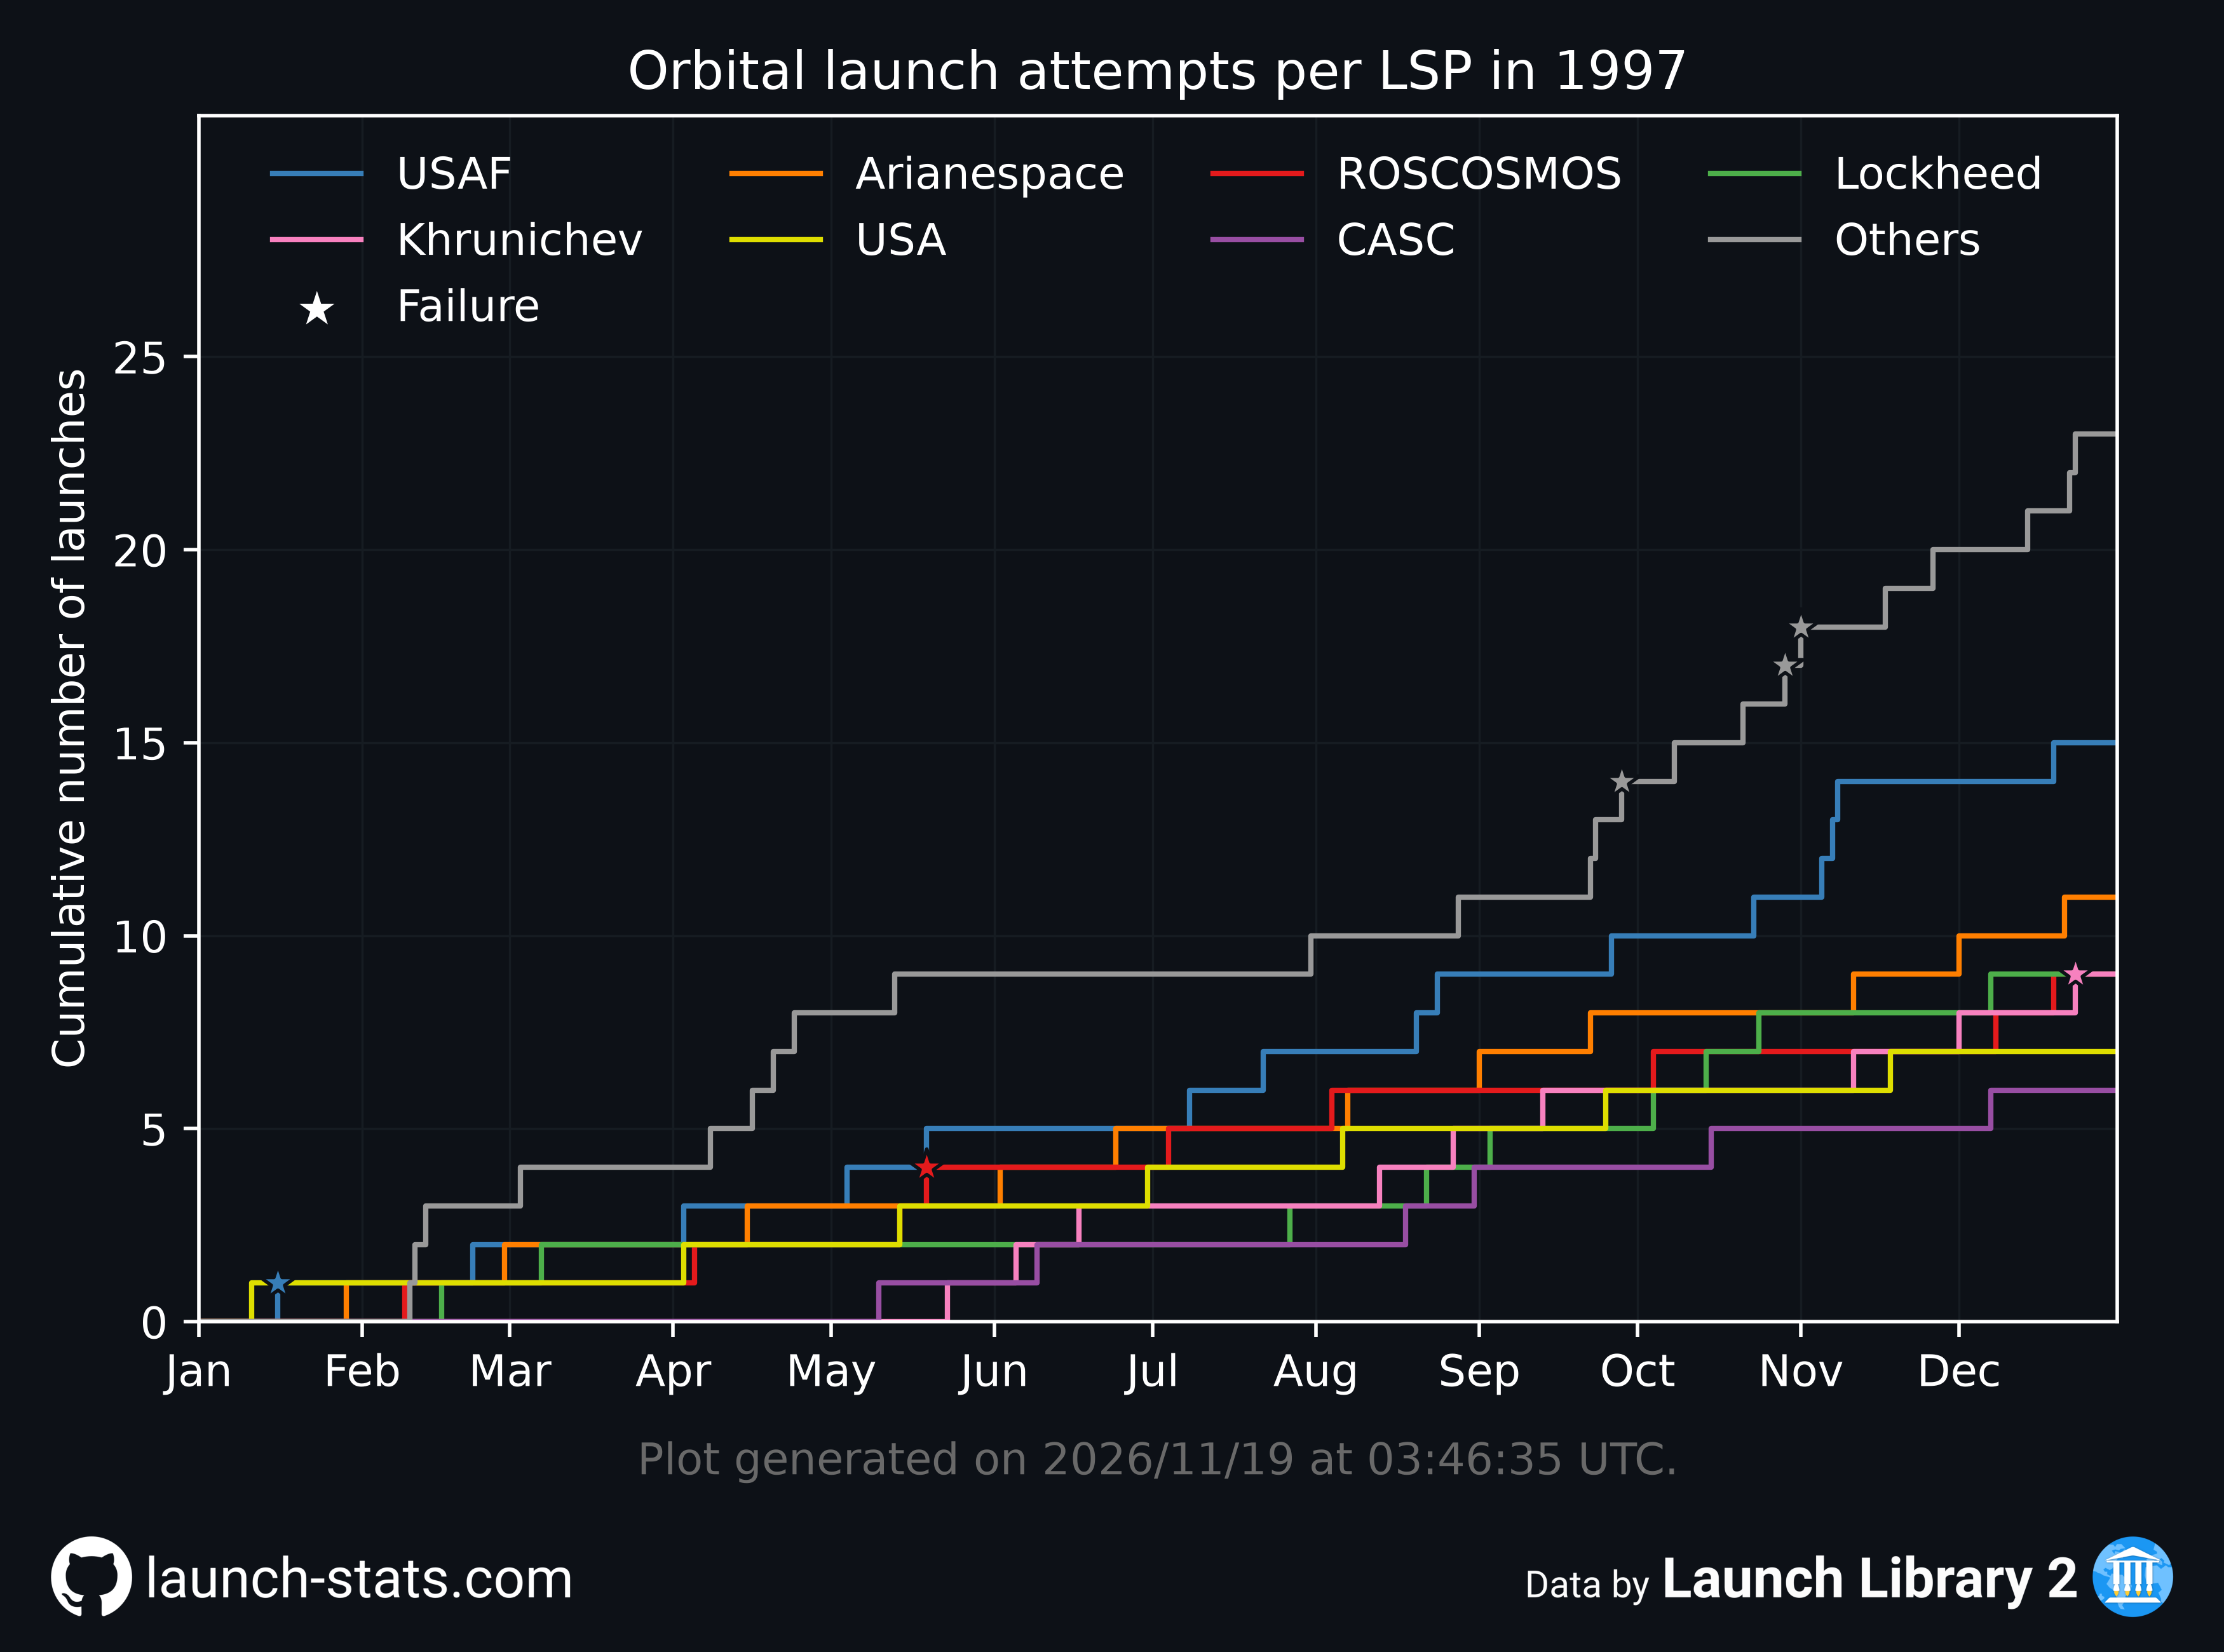 Orbital launch attempts per LSP in 1997
USAF Arianespace ROSCOSMOS Lockheed
Khrunichev USA CASC Others
Failure
Cumulative number of launches
25
20
15
10
5
0
Jan Feb Mar Apr May Jun Jul Aug Sep Oct Nov Dec
Plot generated on 2026/11/19 at 03:46:35 UTC.
launch-stats.com
Data by Launch Library 2